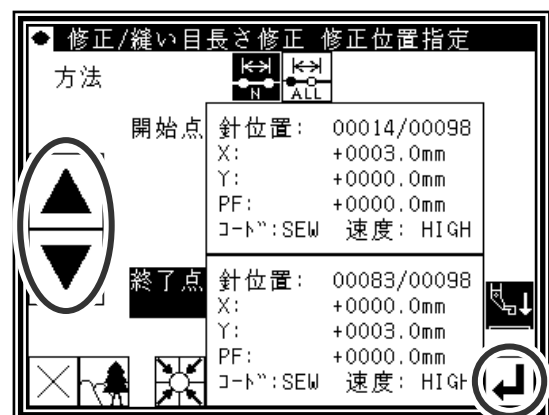 修正/縫い目長さ修正 修正位置指定
方法
N ALL
開始点
針位置: 00014/00098
X: +0003.0mm
Y: +0000.0mm
PF: +0000.0mm
ｺｰﾄﾞ:SEW 速度: HIGH
終了点
針位置: 00083/00098
X: +0000.0mm
Y: +0003.0mm
PF: +0000.0mm
ｺｰﾄﾞ:SEW 速度: HIGH